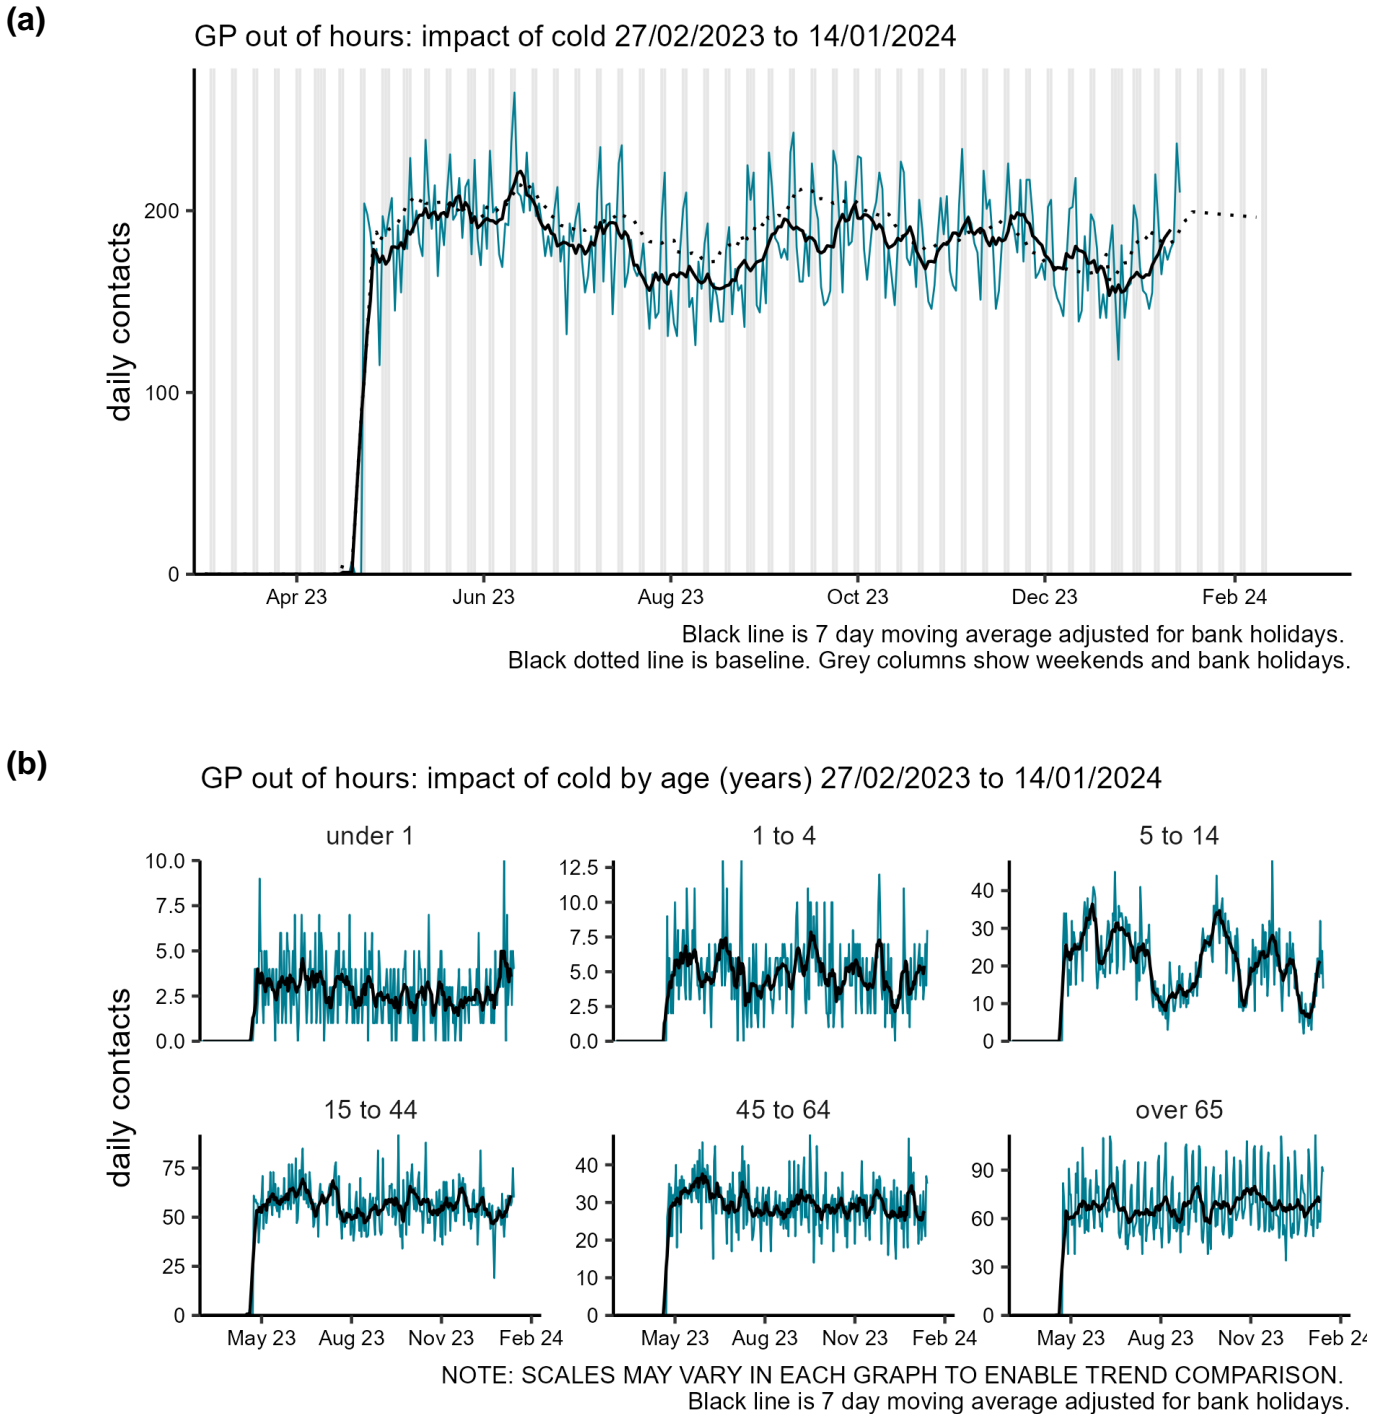 (a)
GP out of hours: impact of cold 27/02/2023 to 14/01/2024
daily contacts
200
100
0
Apr 23 Jun 23 Aug 23 Oct 23 Dec 23 Feb 24
Black line is 7 day moving average adjusted for bank holidays.
Black dotted line is baseline. Grey columns show weekends and bank holidays.
(b)
GP out of hours: impact of cold by age (years) 27/02/2023 to 14/01/2024
daily contacts
under 1
10.0
7.5
5.0
2.5
0.0
1 to 4
12.5
10.0
7.5
5.0
2.5
0.0
5 to 14
40
30
20
10
0
15 to 44
75
50
25
0
May 23 Aug 23 Nov 23 Feb 24
45 to 64
40
30
20
10
0
May 23 Aug 23 Nov 23 Feb 24
over 65
90
60
30
0
May 23 Aug 23 Nov 23 Feb 24
NOTE: SCALES MAY VARY IN EACH GRAPH TO ENABLE TREND COMPARISON.
Black line is 7 day moving average adjusted for bank holidays.